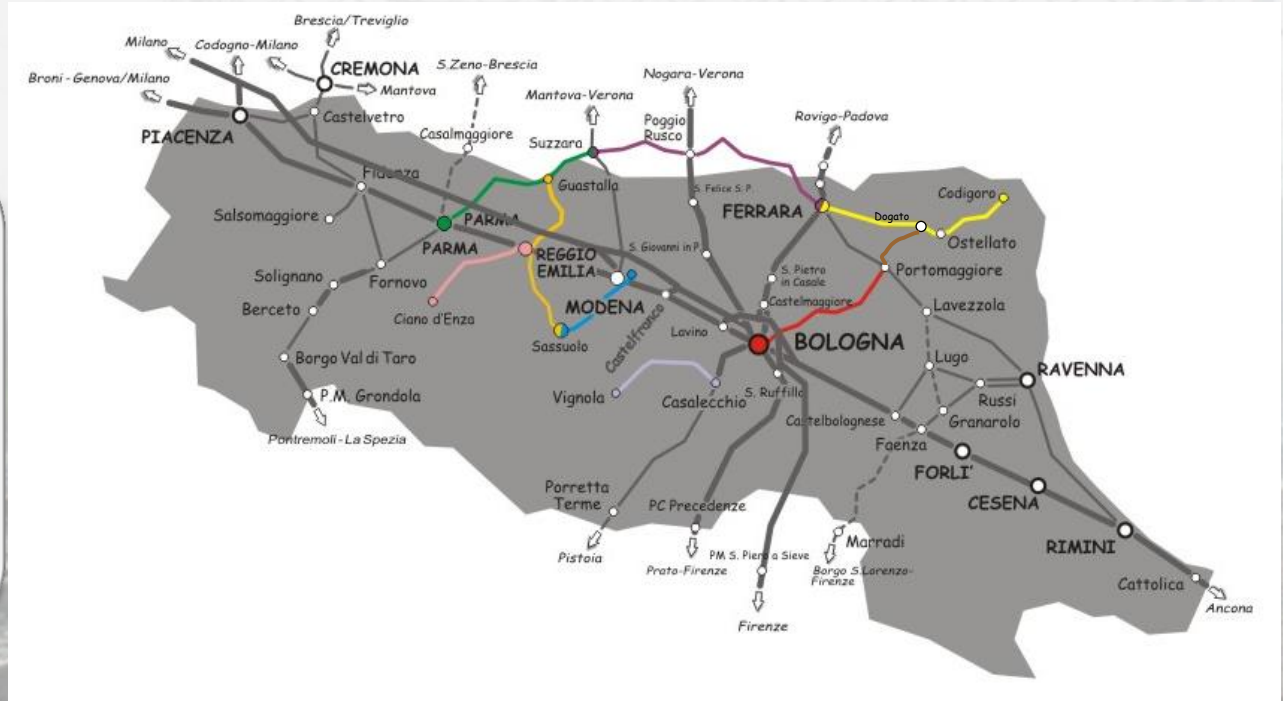 Brescia/Treviglio
Milano
Codogno-Milano
CREMONA
S.Zeno-Brescia
Nogara-Verona
Broni-Genova/Milano
Mantova
Mantova-Verona
Rovigo-Padova
Castelvetro
PIACENZA
Casalmaggiore
Suzzara
Poggio
Rusco
Fidenza
Guastalla
S. Felice S. P.
Codigoro
Salsomaggiore
PARMA
FERRARA
Dogato
PARMA
Ostellato
REGGIO
EMILIA
S. Giovanni in P.
S. Pietro
in Casale
Portomaggiore
Solignano
Fornovo
Castelmaggiore
Berceto
Ciano d'Enza
MODENA
Lavezzola
Castelfranco
Lavino
BOLOGNA
Sassuolo
Borgo Val di Taro
Lugo
RAVENNA
P.M. Grondola
Vignola
Casalecchio
S. Ruffillo
Russi
Castelbolognese
Granarolo
Pontremoli-La Spezia
Faenza
FORLI'
Porretta
Terme
PC Precedenze
CESENA
Marradi
RIMINI
Pistoia
Prato-Firenze
PM S. Piero a Sieve
Borgo S.Lorenzo-
Firenze
Cattolica
Ancona
Firenze